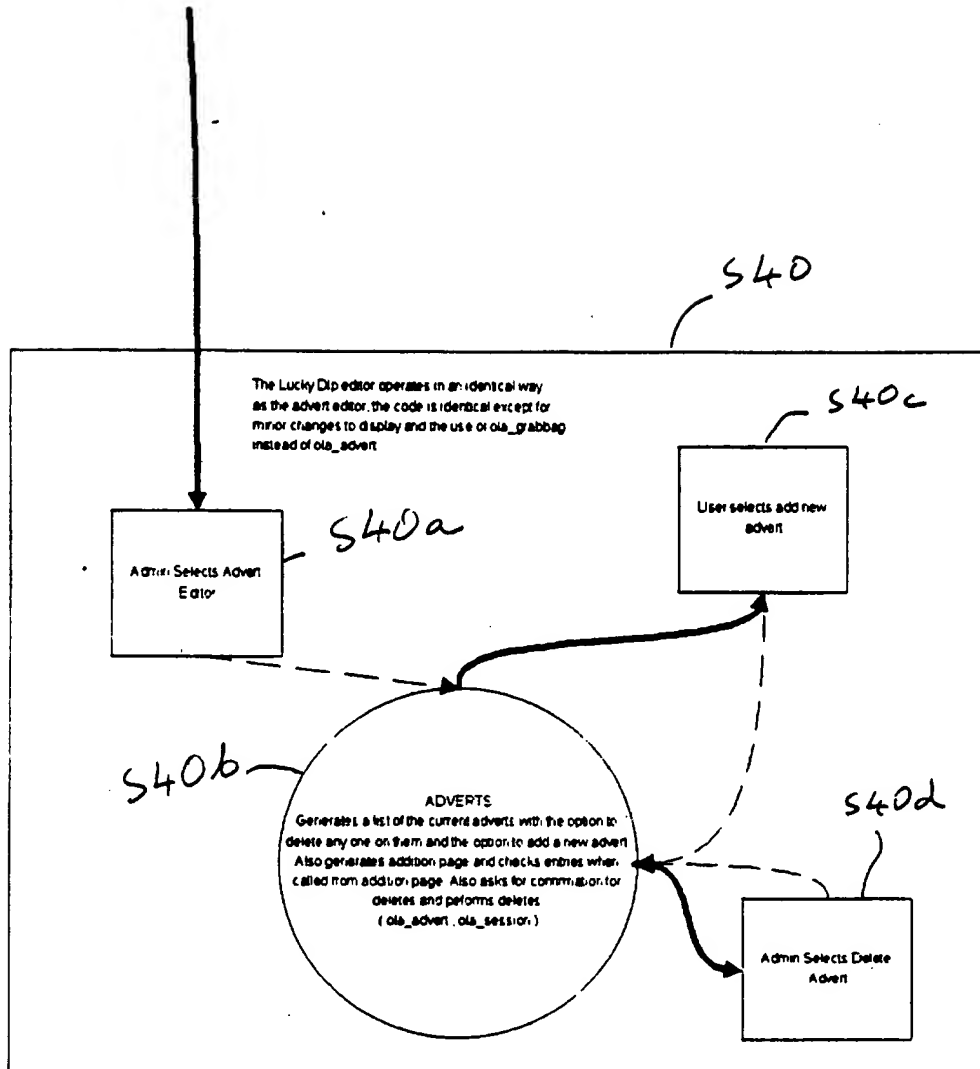 S40
The Lucky Dip editor operates in an identical way
as the advert editor, the code is identical except for
minor changes to display and the use of ola_grabbag
instead of ola_advert
S40c
User selects add new
advert
S40a
Admin Selects Advert
Editor
S40b
ADVERTS
Generates a list of the current adverts with the option to
delete any one on them and the option to add a new advert
Also generates addition page and checks entries when
called from addition page. Also asks for confirmation for
deletes and peforms deletes
( ola_advert , ola_session )
S40d
Admin Selects Delete
Advert